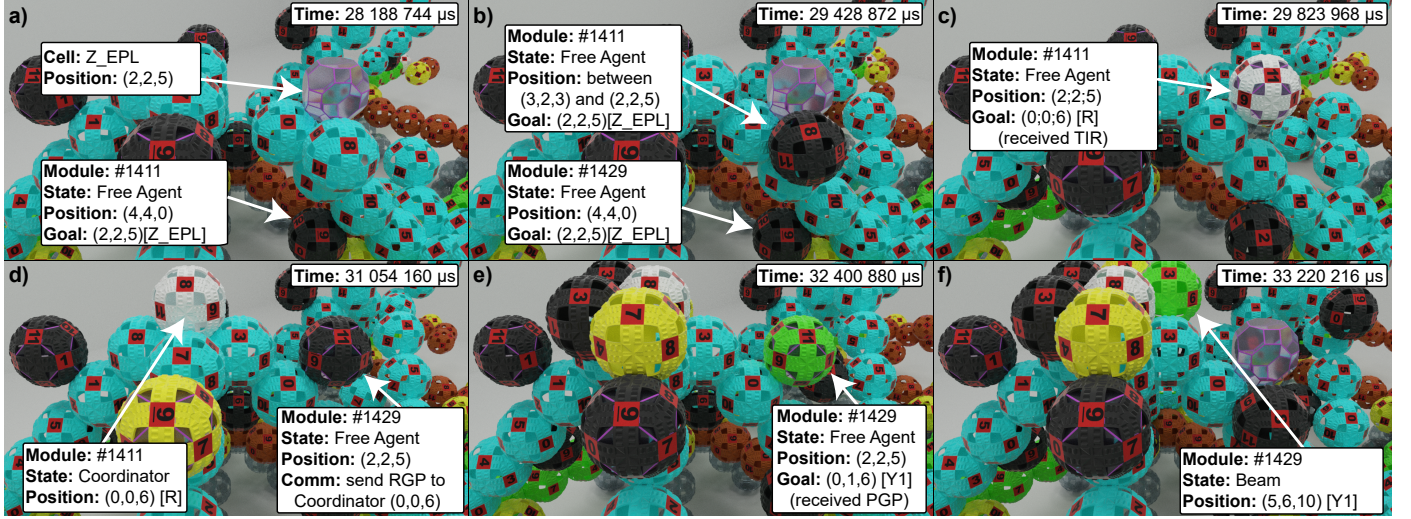 a)
Time: 28 188 744 µs
Cell: Z_EPL
Position: (2,2,5)
Module: #1411
State: Free Agent
Position: (4,4,0)
Goal: (2,2,5)[Z_EPL]
b)
Time: 29 428 872 µs
Module: #1411
State: Free Agent
Position: between
(3,2,3) and (2,2,5)
Goal: (2,2,5)[Z_EPL]
Module: #1429
State: Free Agent
Position: (4,4,0)
Goal: (2,2,5)[Z_EPL]
c)
Time: 29 823 968 µs
Module: #1411
State: Free Agent
Position: (2;2;5)
Goal: (0;0;6) [R]
(received TIR)
d)
Time: 31 054 160 µs
Module: #1411
State: Coordinator
Position: (0,0,6) [R]
Module: #1429
State: Free Agent
Position: (2,2,5)
Comm: send RGP to
Coordinator (0,0,6)
e)
Time: 32 400 880 µs
Module: #1429
State: Free Agent
Position: (2,2,5)
Goal: (0,1,6) [Y1]
(received PGP)
f)
Time: 33 220 216 µs
Module: #1429
State: Beam
Position: (5,6,10) [Y1]